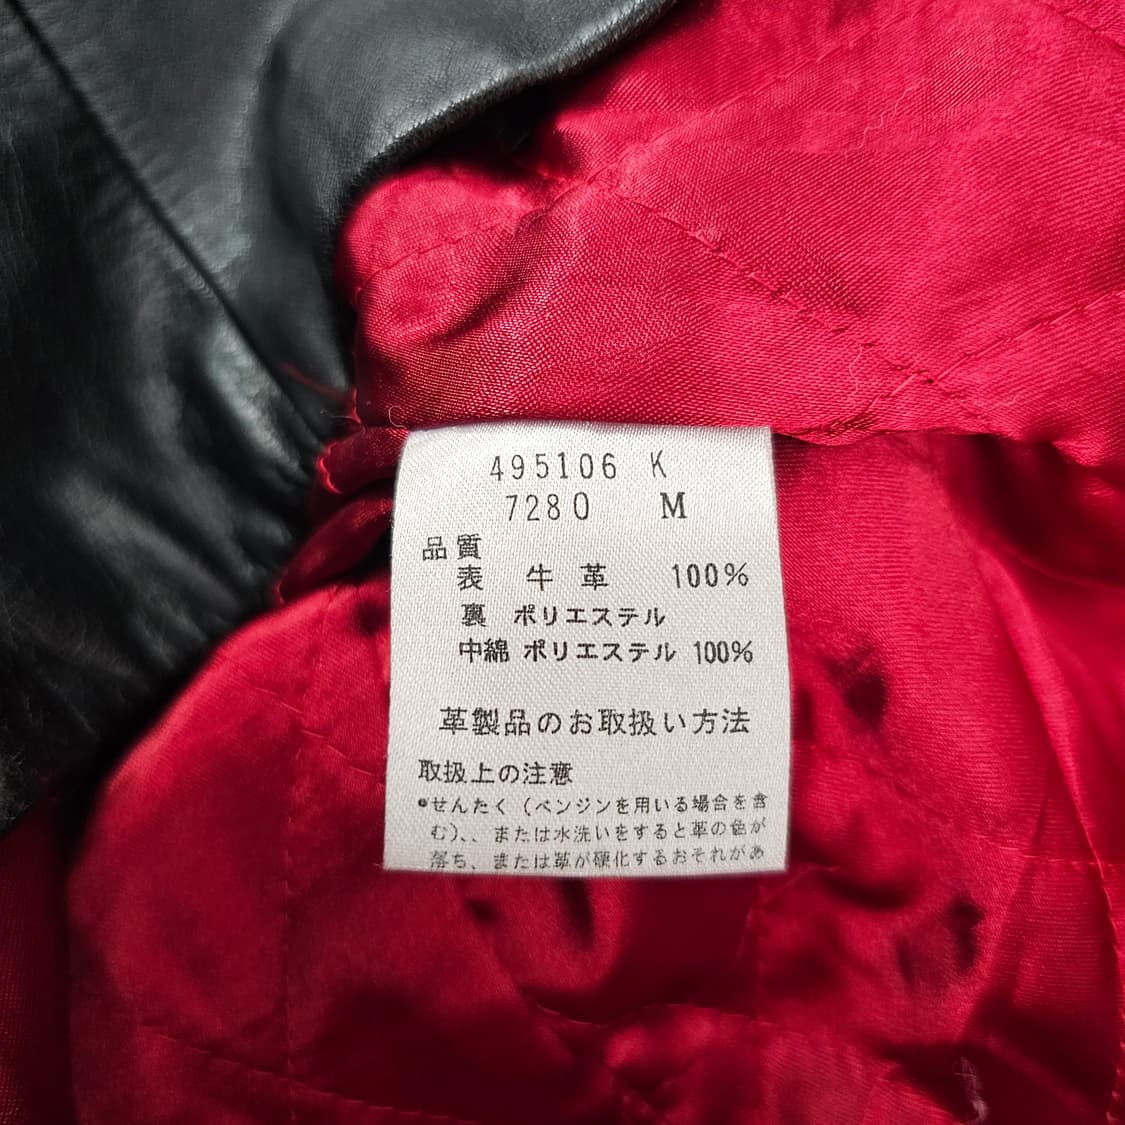 495106 K
7280 M
品質
表 牛革 100%
裏 ポリエステル
中綿 ポリエステル 100%
革製品のお取扱い方法
取扱上の注意
●せんたく（ベンジンを用いる場合を含
む）、、または水洗いをすると革の色が
落ち、または革が硬化するおそれがあ